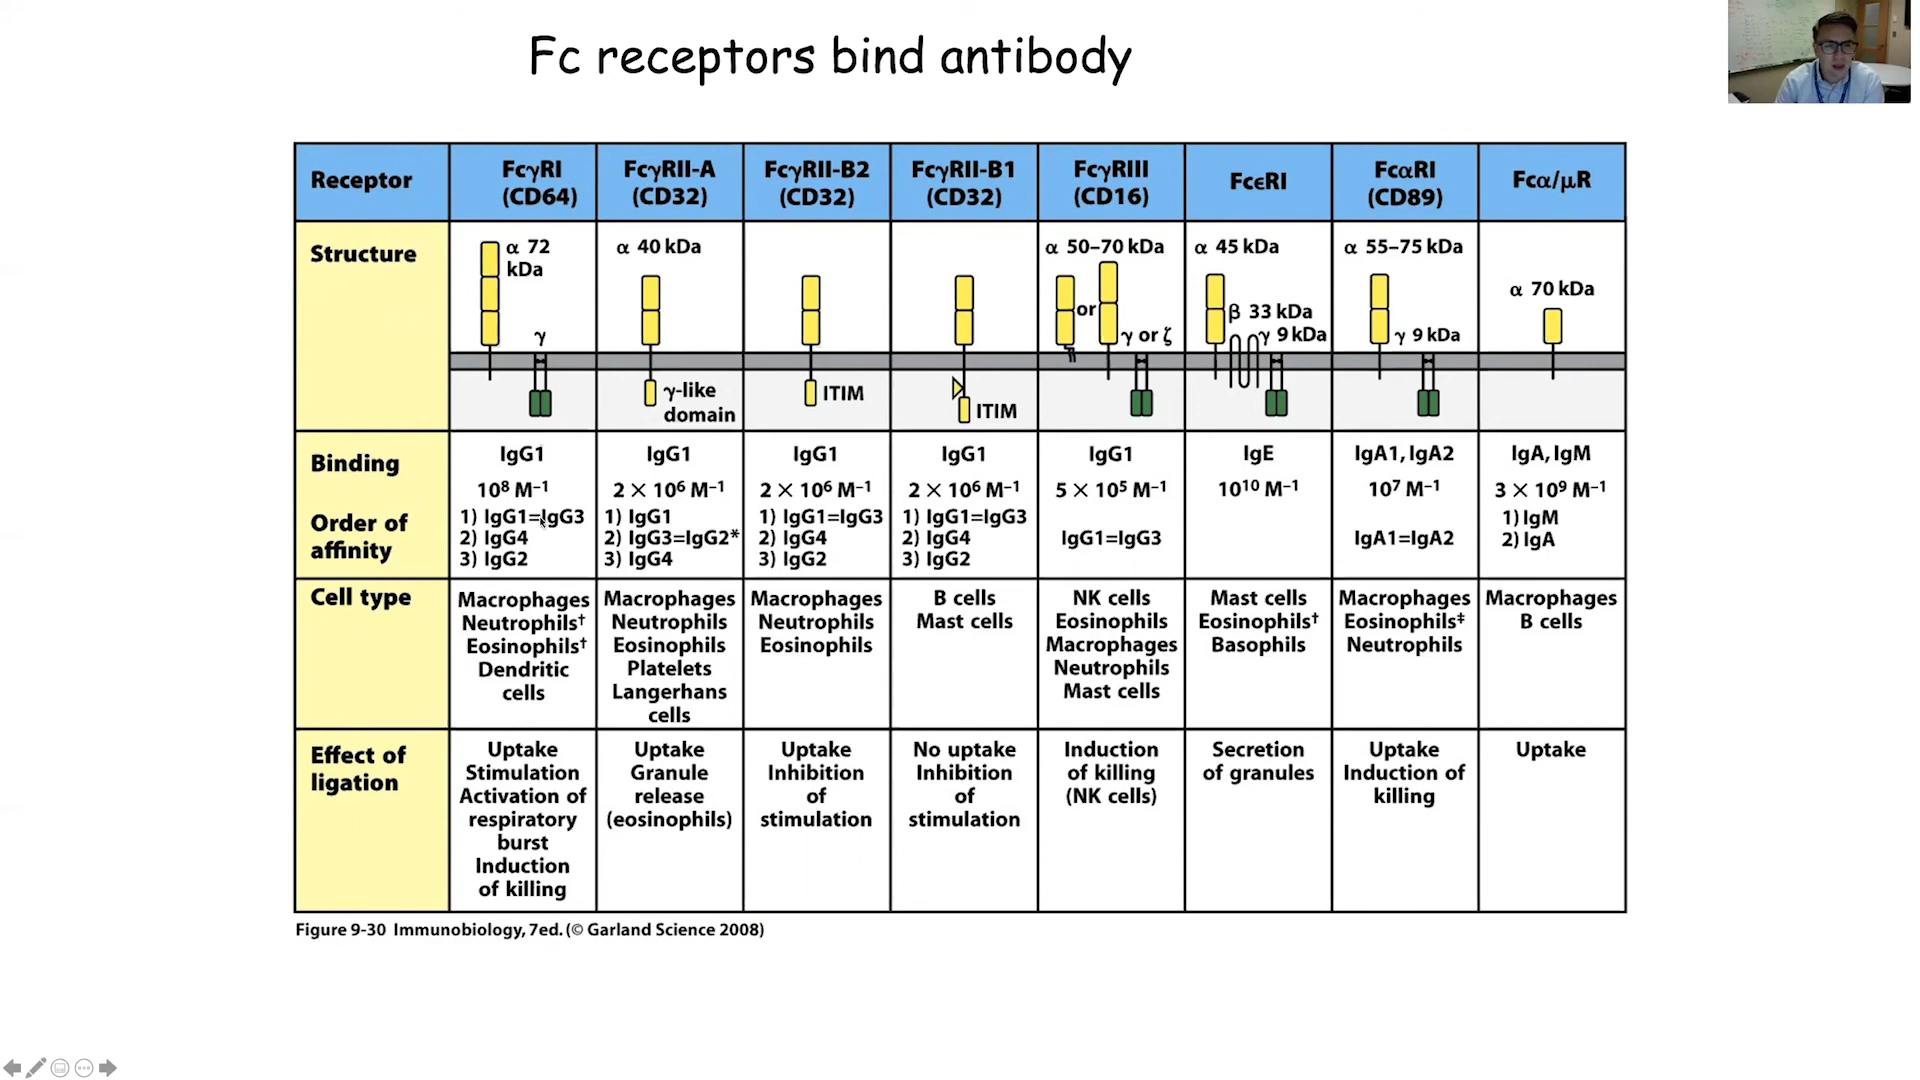 Fc receptors bind antibody
Receptor
FcγRI
(CD64)
FcγRII-A
(CD32)
FcγRII-B2
(CD32)
FcγRII-B1
(CD32)
FcγRIII
(CD16)
FcεRI
FcαRI
(CD89)
Fcα/μR
Structure
α 72
kDa
γ
α 40 kDa
γ-like
domain
ITIM
ITIM
α 50–70 kDa
or
γ or ζ
α 45 kDa
β 33 kDa
γ 9 kDa
α 55–75 kDa
γ 9 kDa
α 70 kDa
Binding
Order of
affinity
IgG1
10⁸ M⁻¹
1) IgG1=IgG3
2) IgG4
3) IgG2
IgG1
2 × 10⁶ M⁻¹
1) IgG1
2) IgG3=IgG2*
3) IgG4
IgG1
2 × 10⁶ M⁻¹
1) IgG1=IgG3
2) IgG4
3) IgG2
IgG1
2 × 10⁶ M⁻¹
1) IgG1=IgG3
2) IgG4
3) IgG2
IgG1
5 × 10⁵ M⁻¹
IgG1=IgG3
IgE
10¹⁰ M⁻¹
IgA1, IgA2
10⁷ M⁻¹
IgA1=IgA2
IgA, IgM
3 × 10⁹ M⁻¹
1) IgM
2) IgA
Cell type
Macrophages
Neutrophils†
Eosinophils†
Dendritic
cells
Macrophages
Neutrophils
Eosinophils
Platelets
Langerhans
cells
Macrophages
Neutrophils
Eosinophils
B cells
Mast cells
NK cells
Eosinophils
Macrophages
Neutrophils
Mast cells
Mast cells
Eosinophils†
Basophils
Macrophages
Eosinophils‡
Neutrophils
Macrophages
B cells
Effect of
ligation
Uptake
Stimulation
Activation of
respiratory
burst
Induction
of killing
Uptake
Granule
release
(eosinophils)
Uptake
Inhibition
of
stimulation
No uptake
Inhibition
of
stimulation
Induction
of killing
(NK cells)
Secretion
of granules
Uptake
Induction of
killing
Uptake
Figure 9-30 Immunobiology, 7ed. (© Garland Science 2008)